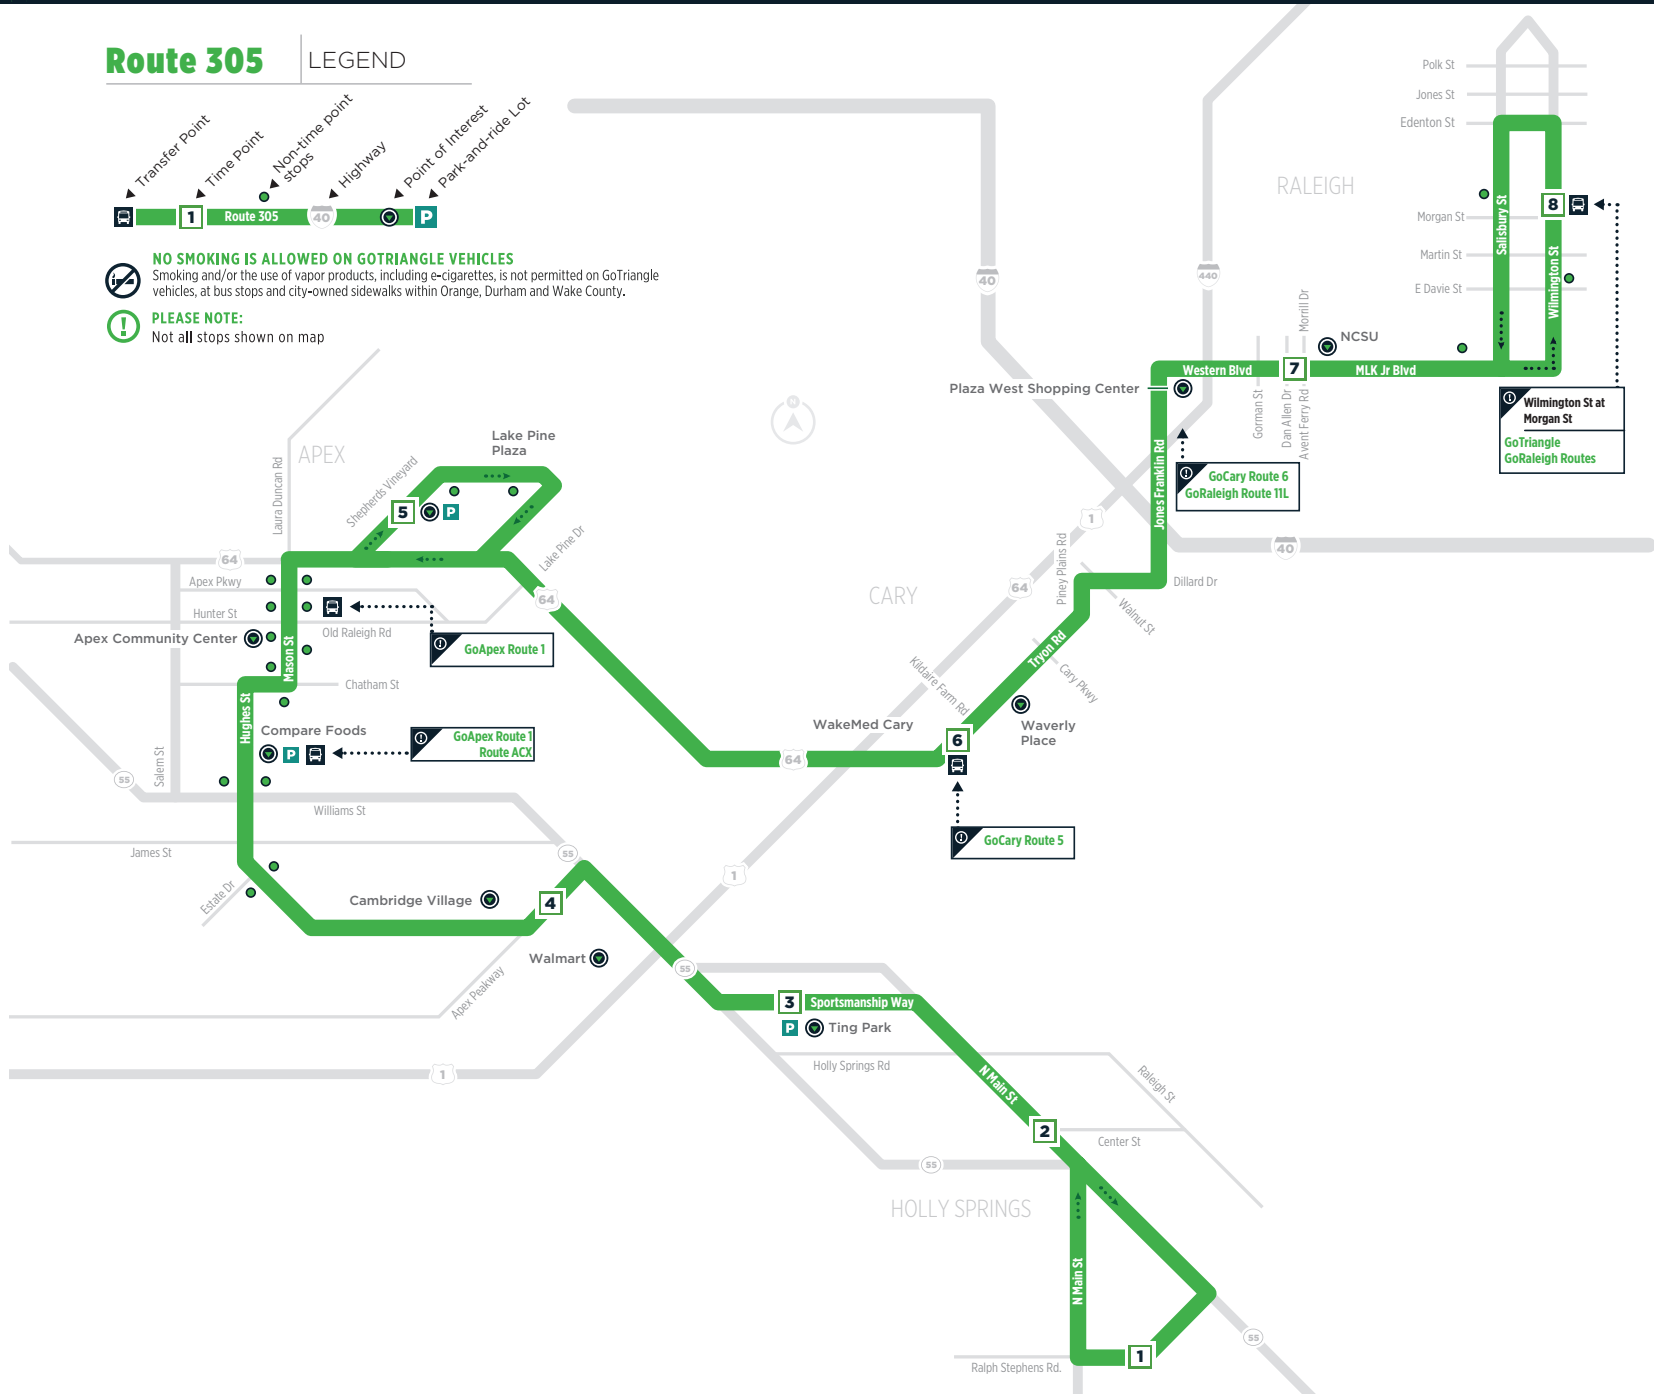 Route 305
LEGEND
Transfer Point
Time Point
Non-time point
stops
Highway
Point of Interest
Park-and-ride Lot
1
Route 305
40
P
NO SMOKING IS ALLOWED ON GOTRIANGLE VEHICLES
Smoking and/or the use of vapor products, including e-cigarettes, is not permitted on GoTriangle
vehicles, at bus stops and city-owned sidewalks within Orange, Durham and Wake County.
PLEASE NOTE:
Not all stops shown on map
Polk St
Jones St
Edenton St
RALEIGH
Salisbury St
Morgan St
8
Martin St
E Davie St
Wilmington St
40
440
Morrill Dr
NCSU
Western Blvd
7
MLK Jr Blvd
Plaza West Shopping Center
Gorman St
Dan Allen Dr
Avent Ferry Rd
Wilmington St at
Morgan St
GoTriangle
GoRaleigh Routes
N
GoCary Route 6
GoRaleigh Route 11L
Jones Franklin Rd
1
40
Lake Pine
Plaza
APEX
Laura Duncan Rd
Shepherds Vineyard
5
P
Lake Pine Dr
64
64
Apex Pkwy
Hunter St
Old Raleigh Rd
Apex Community Center
GoApex Route 1
Mason St
Chatham St
Hughes St
Compare Foods
P
GoApex Route 1
Route ACX
Salem St
55
Williams St
James St
55
Estate Dr
Cambridge Village
4
Walmart
Apex Peakway
1
CARY
64
Piney Plains Rd
Dillard Dr
Walnut St
Tryon Rd
Cary Pkwy
Kildaire Farm Rd
WakeMed Cary
6
Waverly
Place
64
GoCary Route 5
1
55
3
Sportsmanship Way
P
Ting Park
Holly Springs Rd
N Main St
Raleigh St
2
Center St
55
HOLLY SPRINGS
N Main St
55
1
Ralph Stephens Rd.